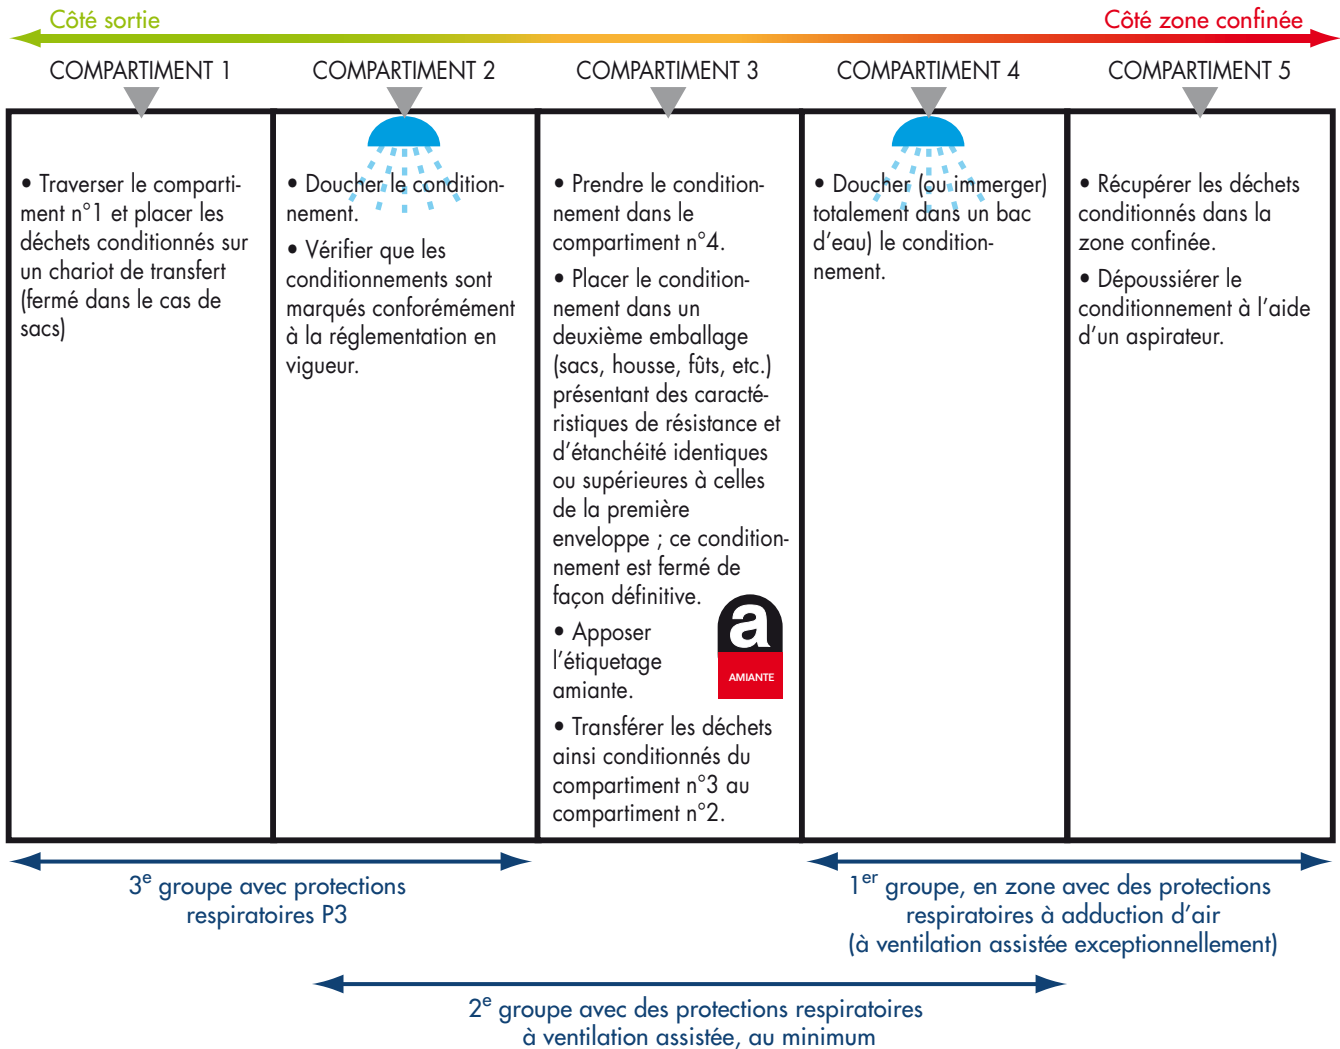 Côté sortie
Côté zone confinée
COMPARTIMENT 1
COMPARTIMENT 2
COMPARTIMENT 3
COMPARTIMENT 4
COMPARTIMENT 5
• Traverser le comparti-
ment n°1 et placer les
déchets conditionnés sur
un chariot de transfert
(fermé dans le cas de
sacs)
• Doucher le condition-
nement.
• Vérifier que les
conditionnements sont
marqués conforémément
à la réglementation en
vigueur.
• Prendre le condition-
nement dans le
compartiment n°4.
• Placer le condition-
nement dans un
deuxième emballage
(sacs, housse, fûts, etc.)
présentant des caracté-
ristiques de résistance et
d'étanchéité identiques
ou supérieures à celles
de la première
enveloppe ; ce condition-
nement est fermé de
façon définitive.
• Apposer
l'étiquetage
amiante.
a
AMIANTE
• Transférer les déchets
ainsi conditionnés du
compartiment n°3 au
compartiment n°2.
• Doucher (ou immerger)
totalement dans un bac
d'eau) le condition-
nement.
• Récupérer les déchets
conditionnés dans la
zone confinée.
• Dépoussiérer le
conditionnement à l'aide
d'un aspirateur.
3e groupe avec protections
respiratoires P3
1er groupe, en zone avec des protections
respiratoires à adduction d'air
(à ventilation assistée exceptionnellement)
2e groupe avec des protections respiratoires
à ventilation assistée, au minimum